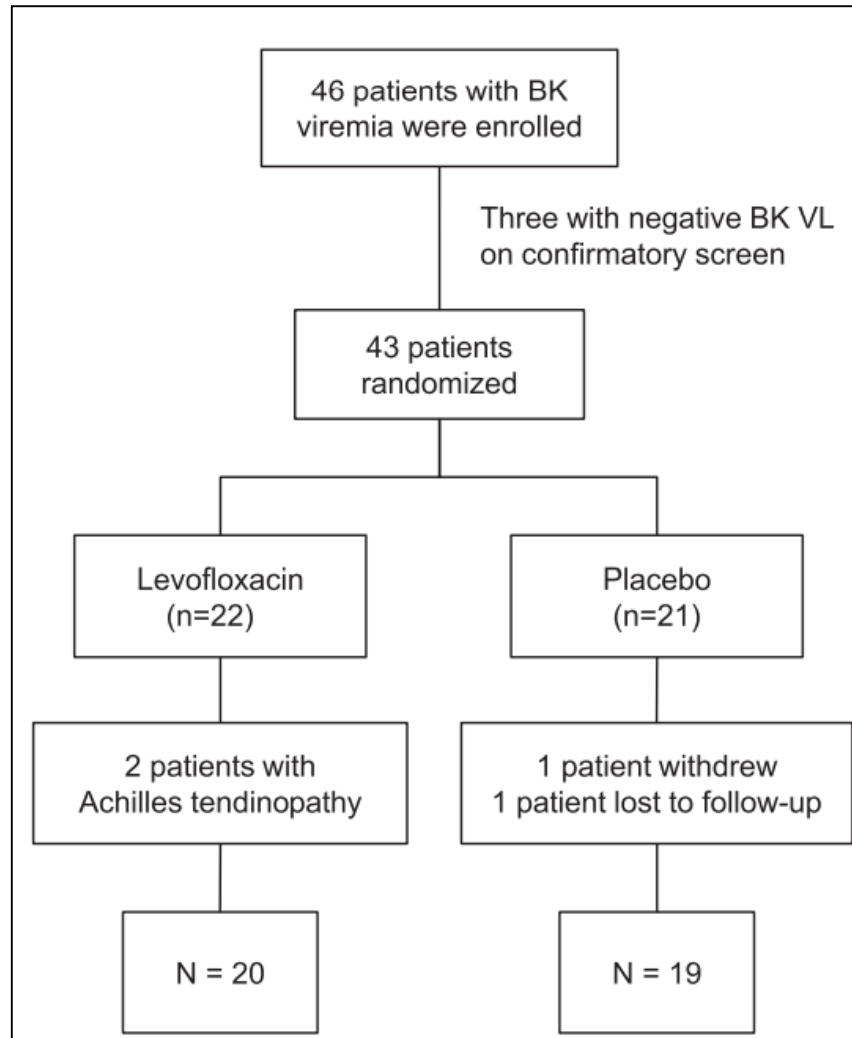 46 patients with BK
viremia were enrolled
Three with negative BK VL
on confirmatory screen
43 patients
randomized
Levofloxacin
(n=22)
Placebo
(n=21)
2 patients with
Achilles tendinopathy
1 patient withdrew
1 patient lost to follow-up
N = 20
N = 19